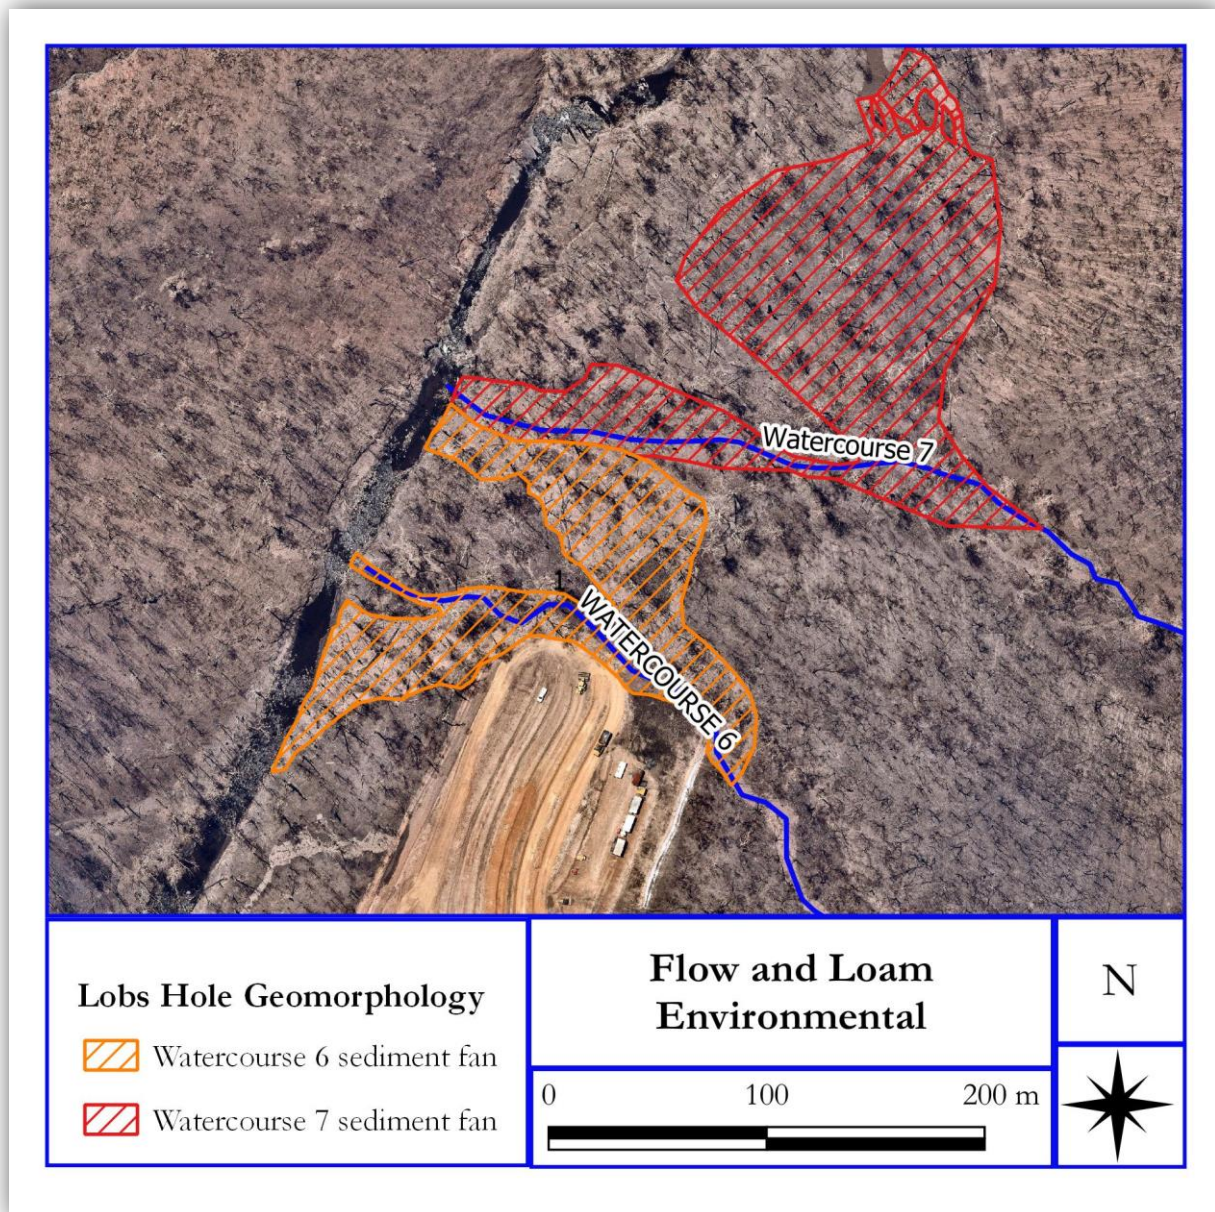 Watercourse 7
1
WATERCOURSE 6
Lobs Hole Geomorphology
Watercourse 6 sediment fan
Watercourse 7 sediment fan
Flow and Loam
Environmental
0 100 200 m
N